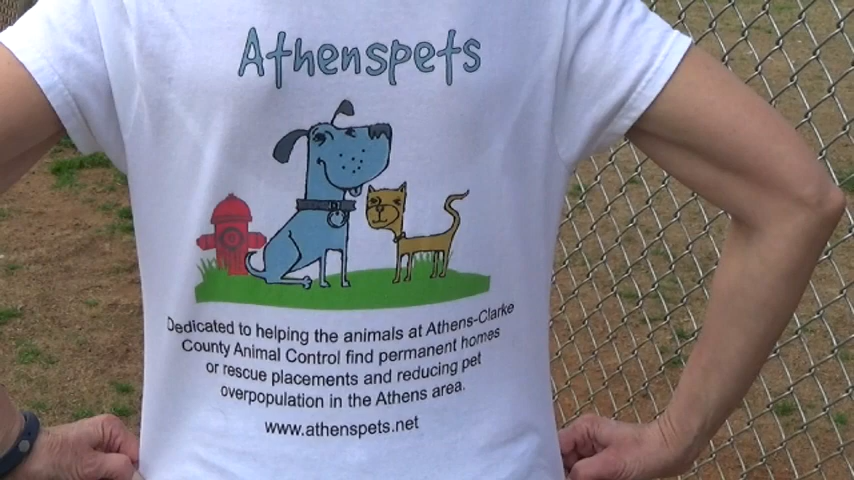 Athenspets
Dedicated to helping the animals at Athens-Clarke
County Animal Control find permanent homes
or rescue placements and reducing pet
overpopulation in the Athens area.
www.athenspets.net